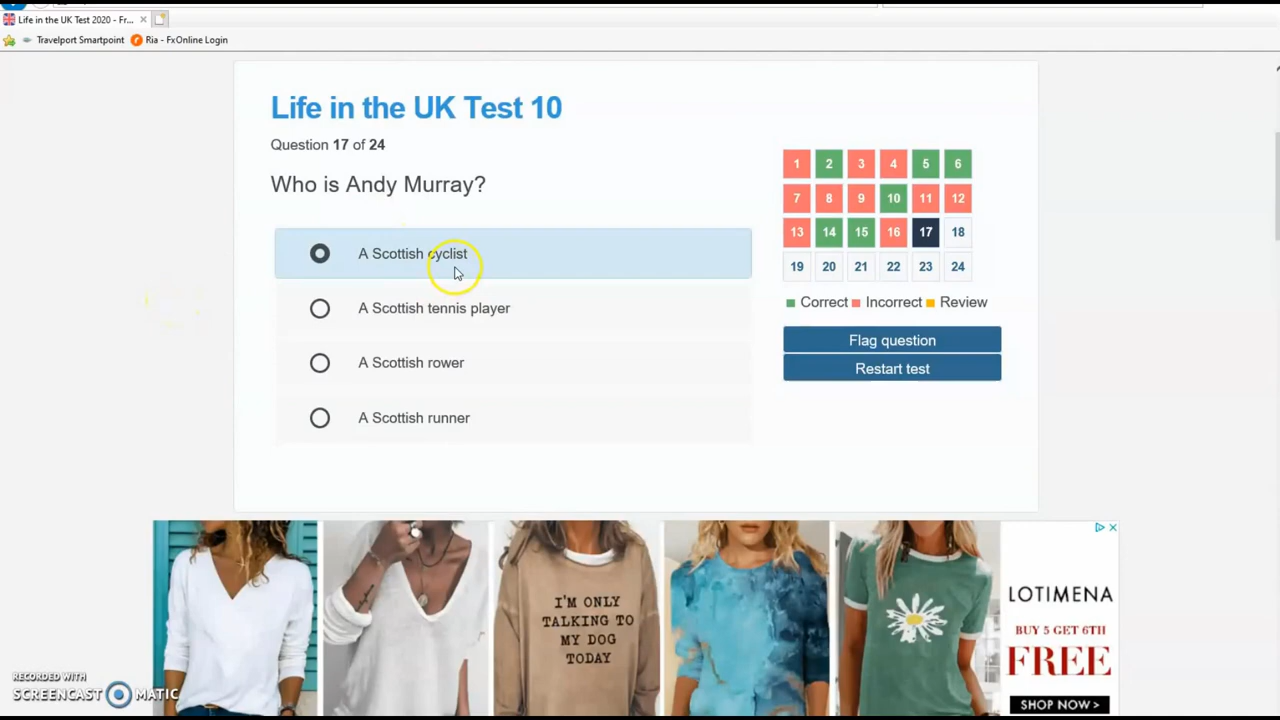 Life in the UK Test 2020 - Fr...
Travelport Smartpoint
Ria - FxOnline Login
Life in the UK Test 10
Question 17 of 24
Who is Andy Murray?
A Scottish cyclist
A Scottish tennis player
A Scottish rower
A Scottish runner
1 2 3 4 5 6
7 8 9 10 11 12
13 14 15 16 17 18
19 20 21 22 23 24
Correct Incorrect Review
Flag question
Restart test
I'M ONLY
TALKING TO
MY DOG
TODAY
LOTIMENA
BUY 5 GET 6TH
FREE
SHOP NOW >
RECORDED WITH
SCREENCAST MATIC